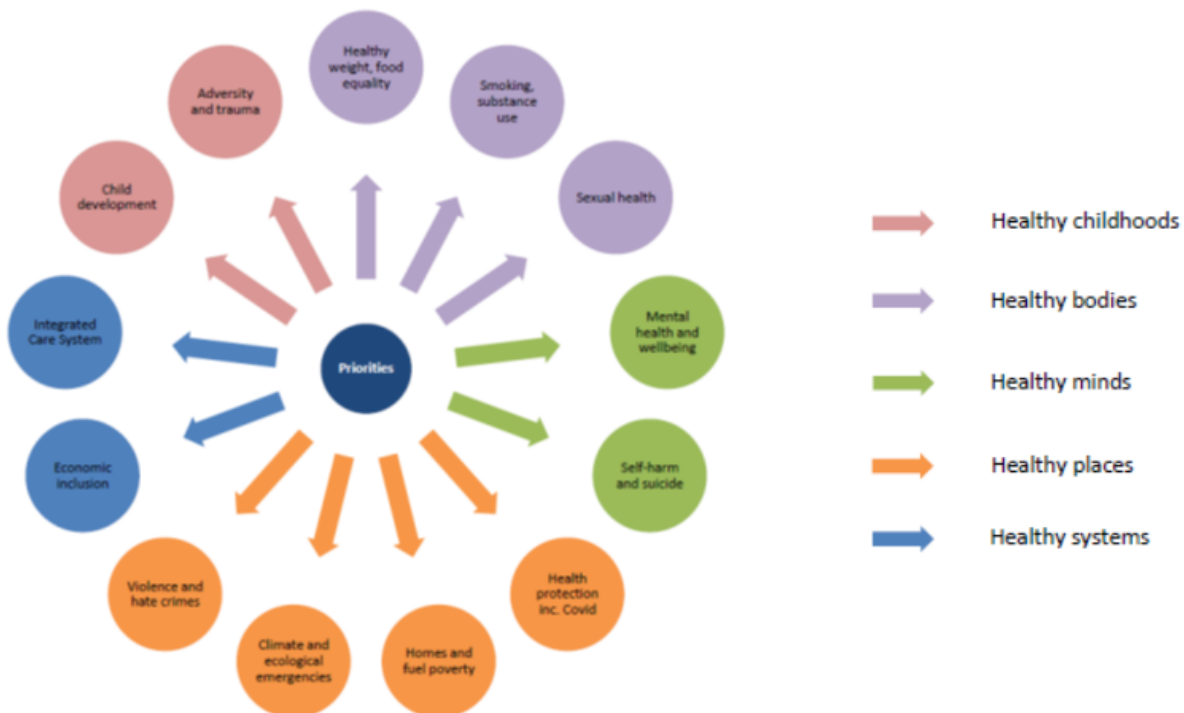 Healthy
weight, food
equality
Smoking,
substance
use
Sexual health
Mental
health and
wellbeing
Self-harm
and suicide
Health
protection
inc. Covid
Homes and
fuel poverty
Climate and
ecological
emergencies
Violence and
hate crimes
Economic
inclusion
Integrated
Care System
Child
development
Adversity
and trauma
Priorities
Healthy childhoods
Healthy bodies
Healthy minds
Healthy places
Healthy systems